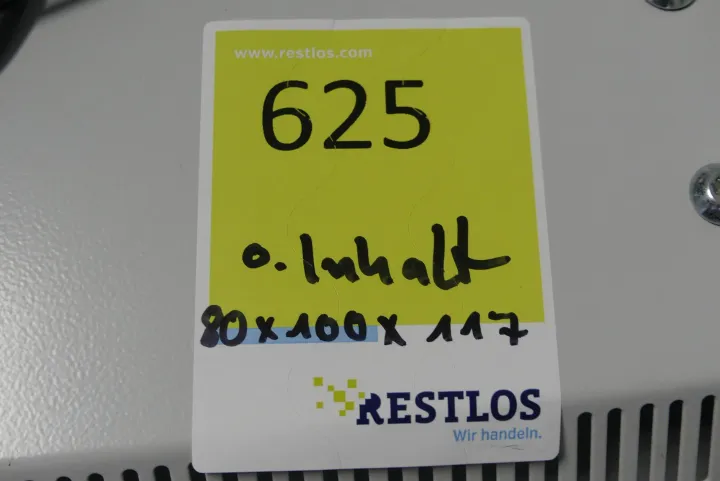 www.restlos.com
625
o. Inhalt
80 x 100 x 117
RESTLOS
Wir handeln.